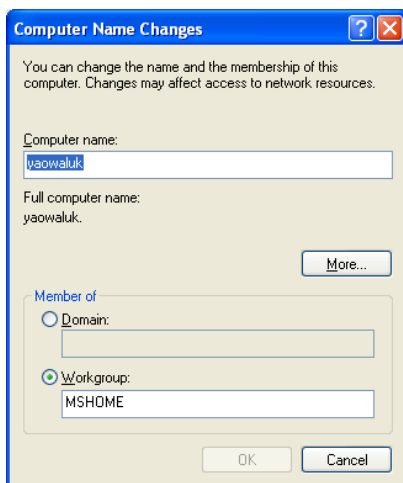 Computer Name Changes
You can change the name and the membership of this
computer. Changes may affect access to network resources.
Computer name:
yaowaluk
Full computer name:
yaowaluk.
More...
Member of
Domain:
Workgroup:
MSHOME
OK
Cancel